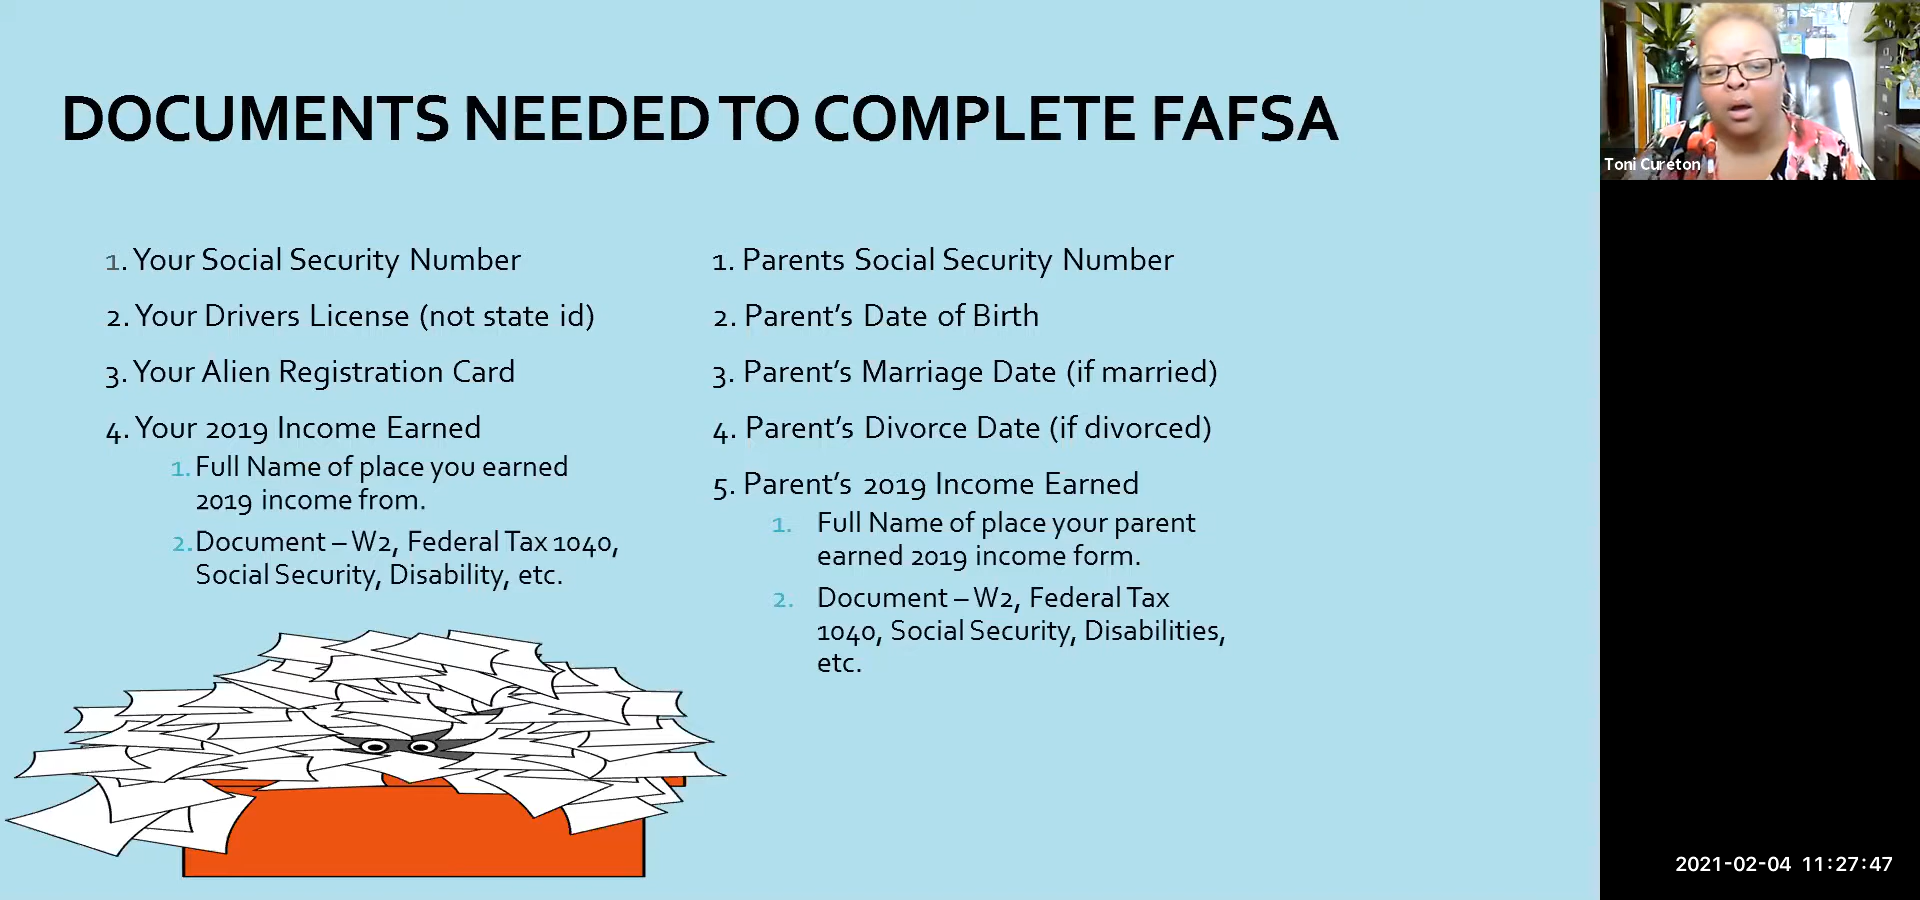 DOCUMENTS NEEDED TO COMPLETE FAFSA
1. Your Social Security Number
2. Your Drivers License (not state id)
3. Your Alien Registration Card
4. Your 2019 Income Earned
1. Full Name of place you earned
2019 income from.
2. Document – W2, Federal Tax 1040,
Social Security, Disability, etc.
1. Parents Social Security Number
2. Parent’s Date of Birth
3. Parent’s Marriage Date (if married)
4. Parent’s Divorce Date (if divorced)
5. Parent’s 2019 Income Earned
1. Full Name of place your parent
earned 2019 income form.
2. Document – W2, Federal Tax
1040, Social Security, Disabilities,
etc.
Toni Cureton
2021-02-04 11:27:47